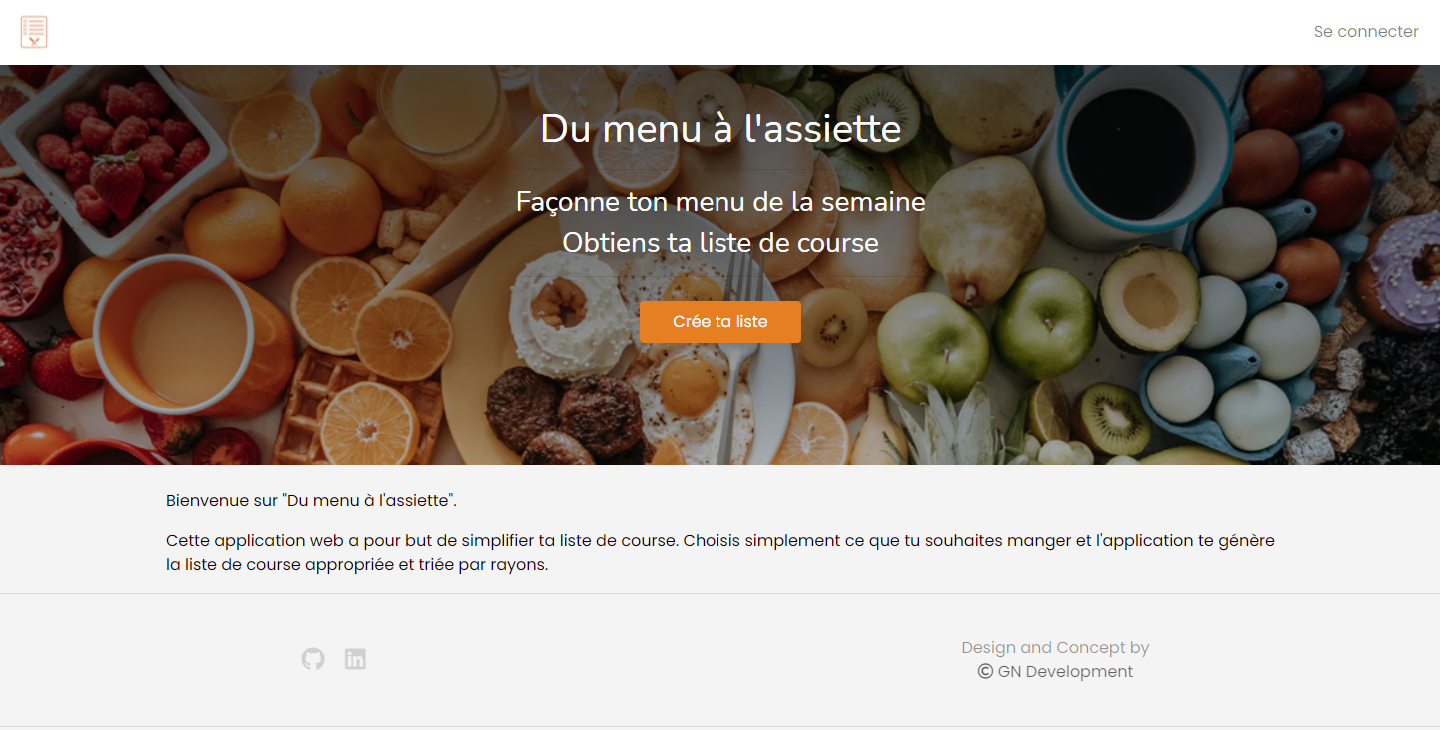 Se connecter
Du menu à l'assiette
Façonne ton menu de la semaine
Obtiens ta liste de course
Crée ta liste
Bienvenue sur "Du menu à l'assiette".
Cette application web a pour but de simplifier ta liste de course. Choisis simplement ce que tu souhaites manger et l'application te génère
la liste de course appropriée et triée par rayons.
Design and Concept by
© GN Development